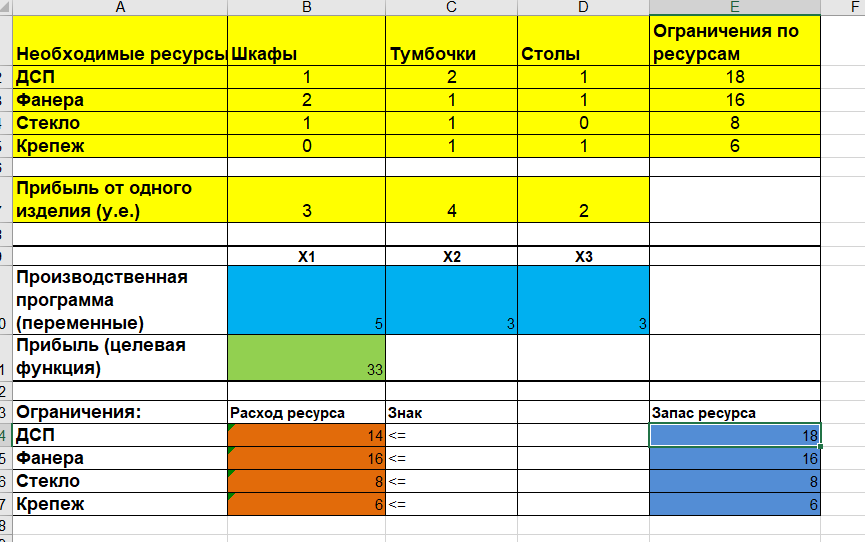 A B C D E F
Ограничения по
Необходимые ресурсы Шкафы Тумбочки Столы ресурсам
ДСП 1 2 1 18
Фанера 2 1 1 16
Стекло 1 1 0 8
Крепеж 0 1 1 6
Прибыль от одного
изделия (у.е.) 3 4 2
X1 X2 X3
Производственная
программа
(переменные) 5 3 3
Прибыль (целевая
функция) 33
Ограничения: Расход ресурса Знак Запас ресурса
ДСП 14 <= 18
Фанера 16 <= 16
Стекло 8 <= 8
Крепеж 6 <= 6